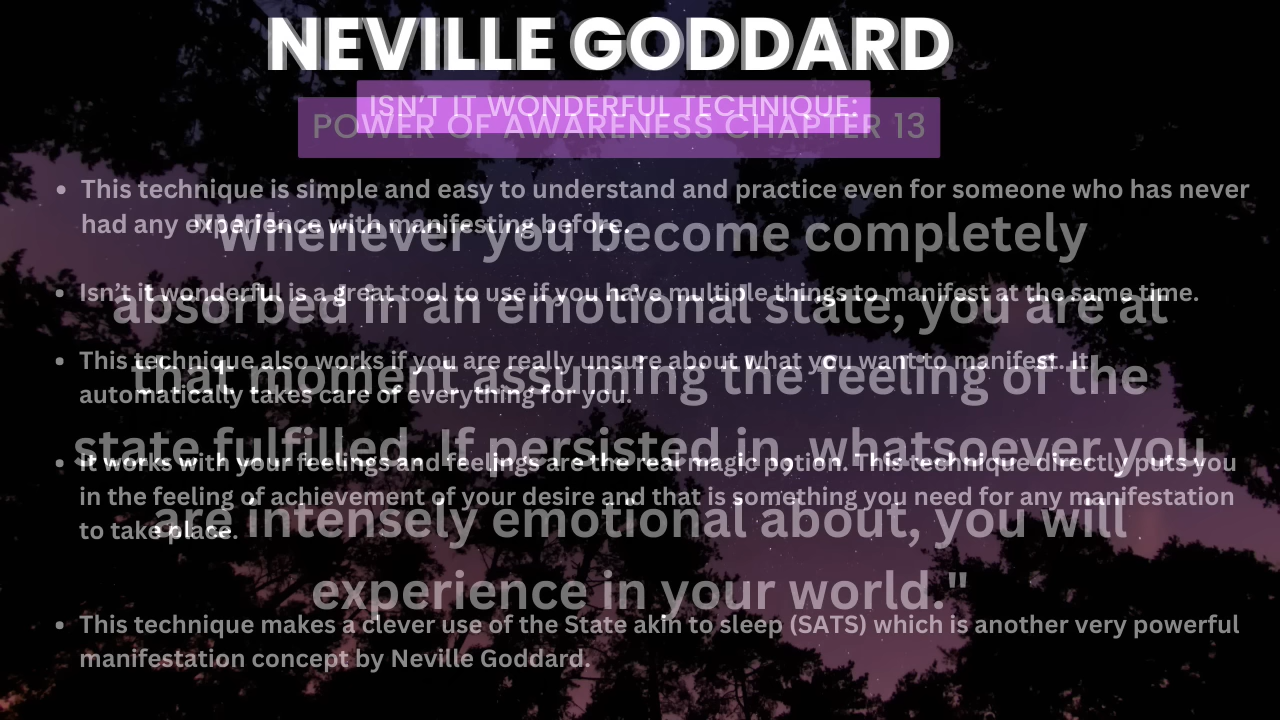 NEVILLE GODDARD
ISN'T IT WONDERFUL TECHNIQUE:
POWER OF AWARENESS CHAPTER 13
• This technique is simple and easy to understand and practice even for someone who has never
had any experience with manifesting before.
• Isn't it wonderful is a great tool to use if you have multiple things to manifest at the same time.
• This technique also works if you are really unsure about what you want to manifest. It
automatically takes care of everything for you.
• It works with your feelings and feelings are the real magic potion. This technique directly puts you
in the feeling of achievement of your desire and that is something you need for any manifestation
to take place.
• This technique makes a clever use of the State akin to sleep (SATS) which is another very powerful
manifestation concept by Neville Goddard.
"Whenever you become completely
absorbed in an emotional state, you are at
that moment assuming the feeling of the
state fulfilled. If persisted in, whatsoever you
are intensely emotional about, you will
experience in your world."